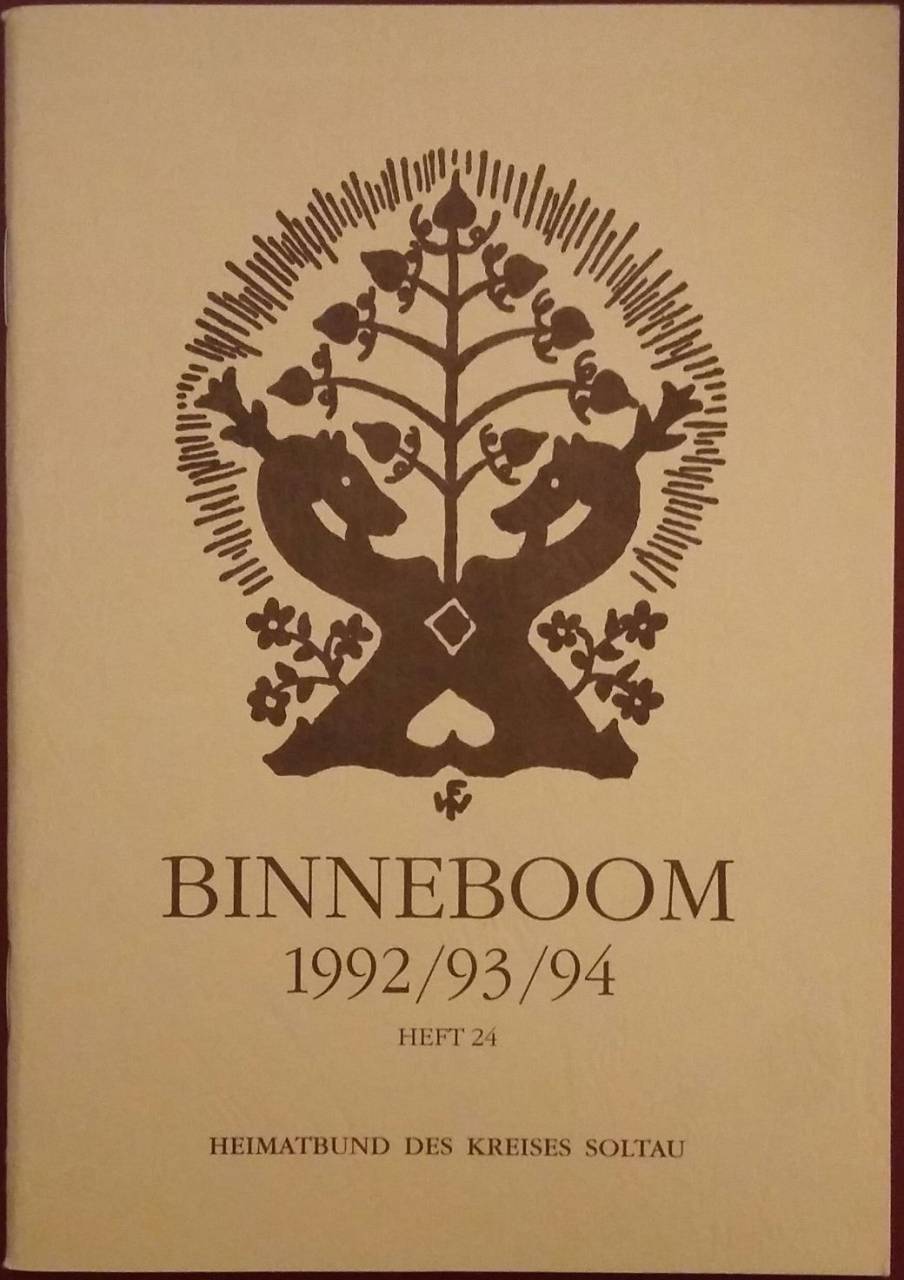 BINNEBOOM
1992/93/94
HEFT 24
HEIMATBUND DES KREISES SOLTAU